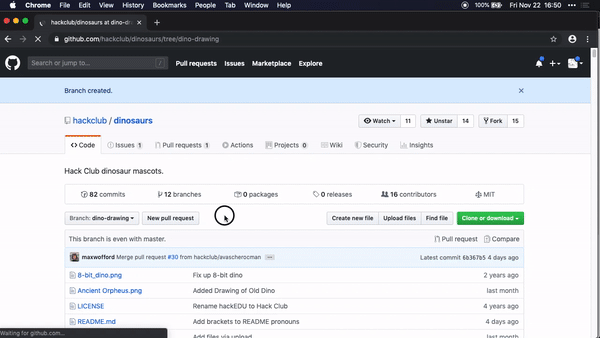 Chrome File Edit View History Bookmarks People Tab Window Help 100% Fri Nov 22 16:50
hackclub/dinosaurs at dino-dr
github.com/hackclub/dinosaurs/tree/dino-drawing
Search or jump to... / Pull requests Issues Marketplace Explore
Branch created.
hackclub / dinosaurs Watch 11 Unstar 14 Fork 15
Code Issues 1 Pull requests 1 Actions Projects 0 Wiki Security Insights
Hack Club dinosaur mascots.
82 commits 12 branches 0 packages 0 releases 16 contributors MIT
Branch: dino-drawing New pull request Create new file Upload files Find file Clone or download
This branch is even with master. Pull request Compare
maxwofford Merge pull request #30 from hackclub/avascherocman ... Latest commit 6b367b5 4 days ago
8-bit_dino.png Fix up 8-bit dino 2 years ago
Ancient Orpheus.png Added Drawing of Old Dino last month
LICENSE Rename hackEDU to Hack Club 4 years ago
README.md Add brackets to README pronouns 4 days ago
Waiting for github.com... Add files via upload last month